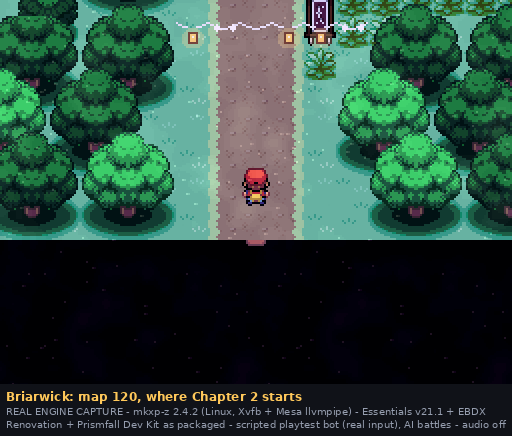 Briarwick: map 120, where Chapter 2 starts
REAL ENGINE CAPTURE - mkxp-z 2.4.2 (Linux, Xvfb + Mesa llvmpipe) - Essentials v21.1 + EBDX
Renovation + Prismfall Dev Kit as packaged - scripted playtest bot (real input), AI battles - audio off